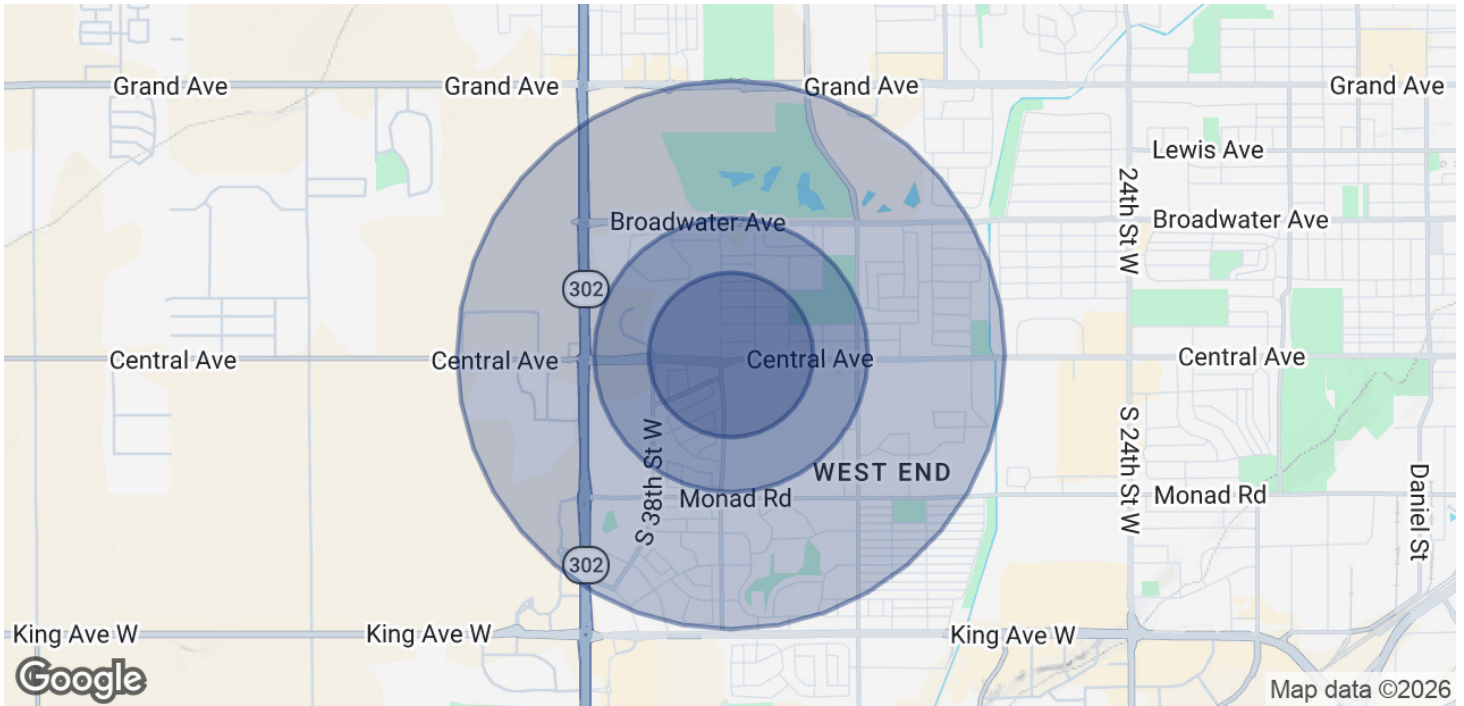 Grand Ave
Grand Ave
Grand Ave
Grand Ave
Lewis Ave
24th St W
Broadwater Ave
Broadwater Ave
302
Central Ave
Central Ave
Central Ave
Central Ave
S 38th St W
S 24th St W
WEST END
Monad Rd
Monad Rd
Daniel St
302
King Ave W
King Ave W
King Ave W
Google
Map data ©2026